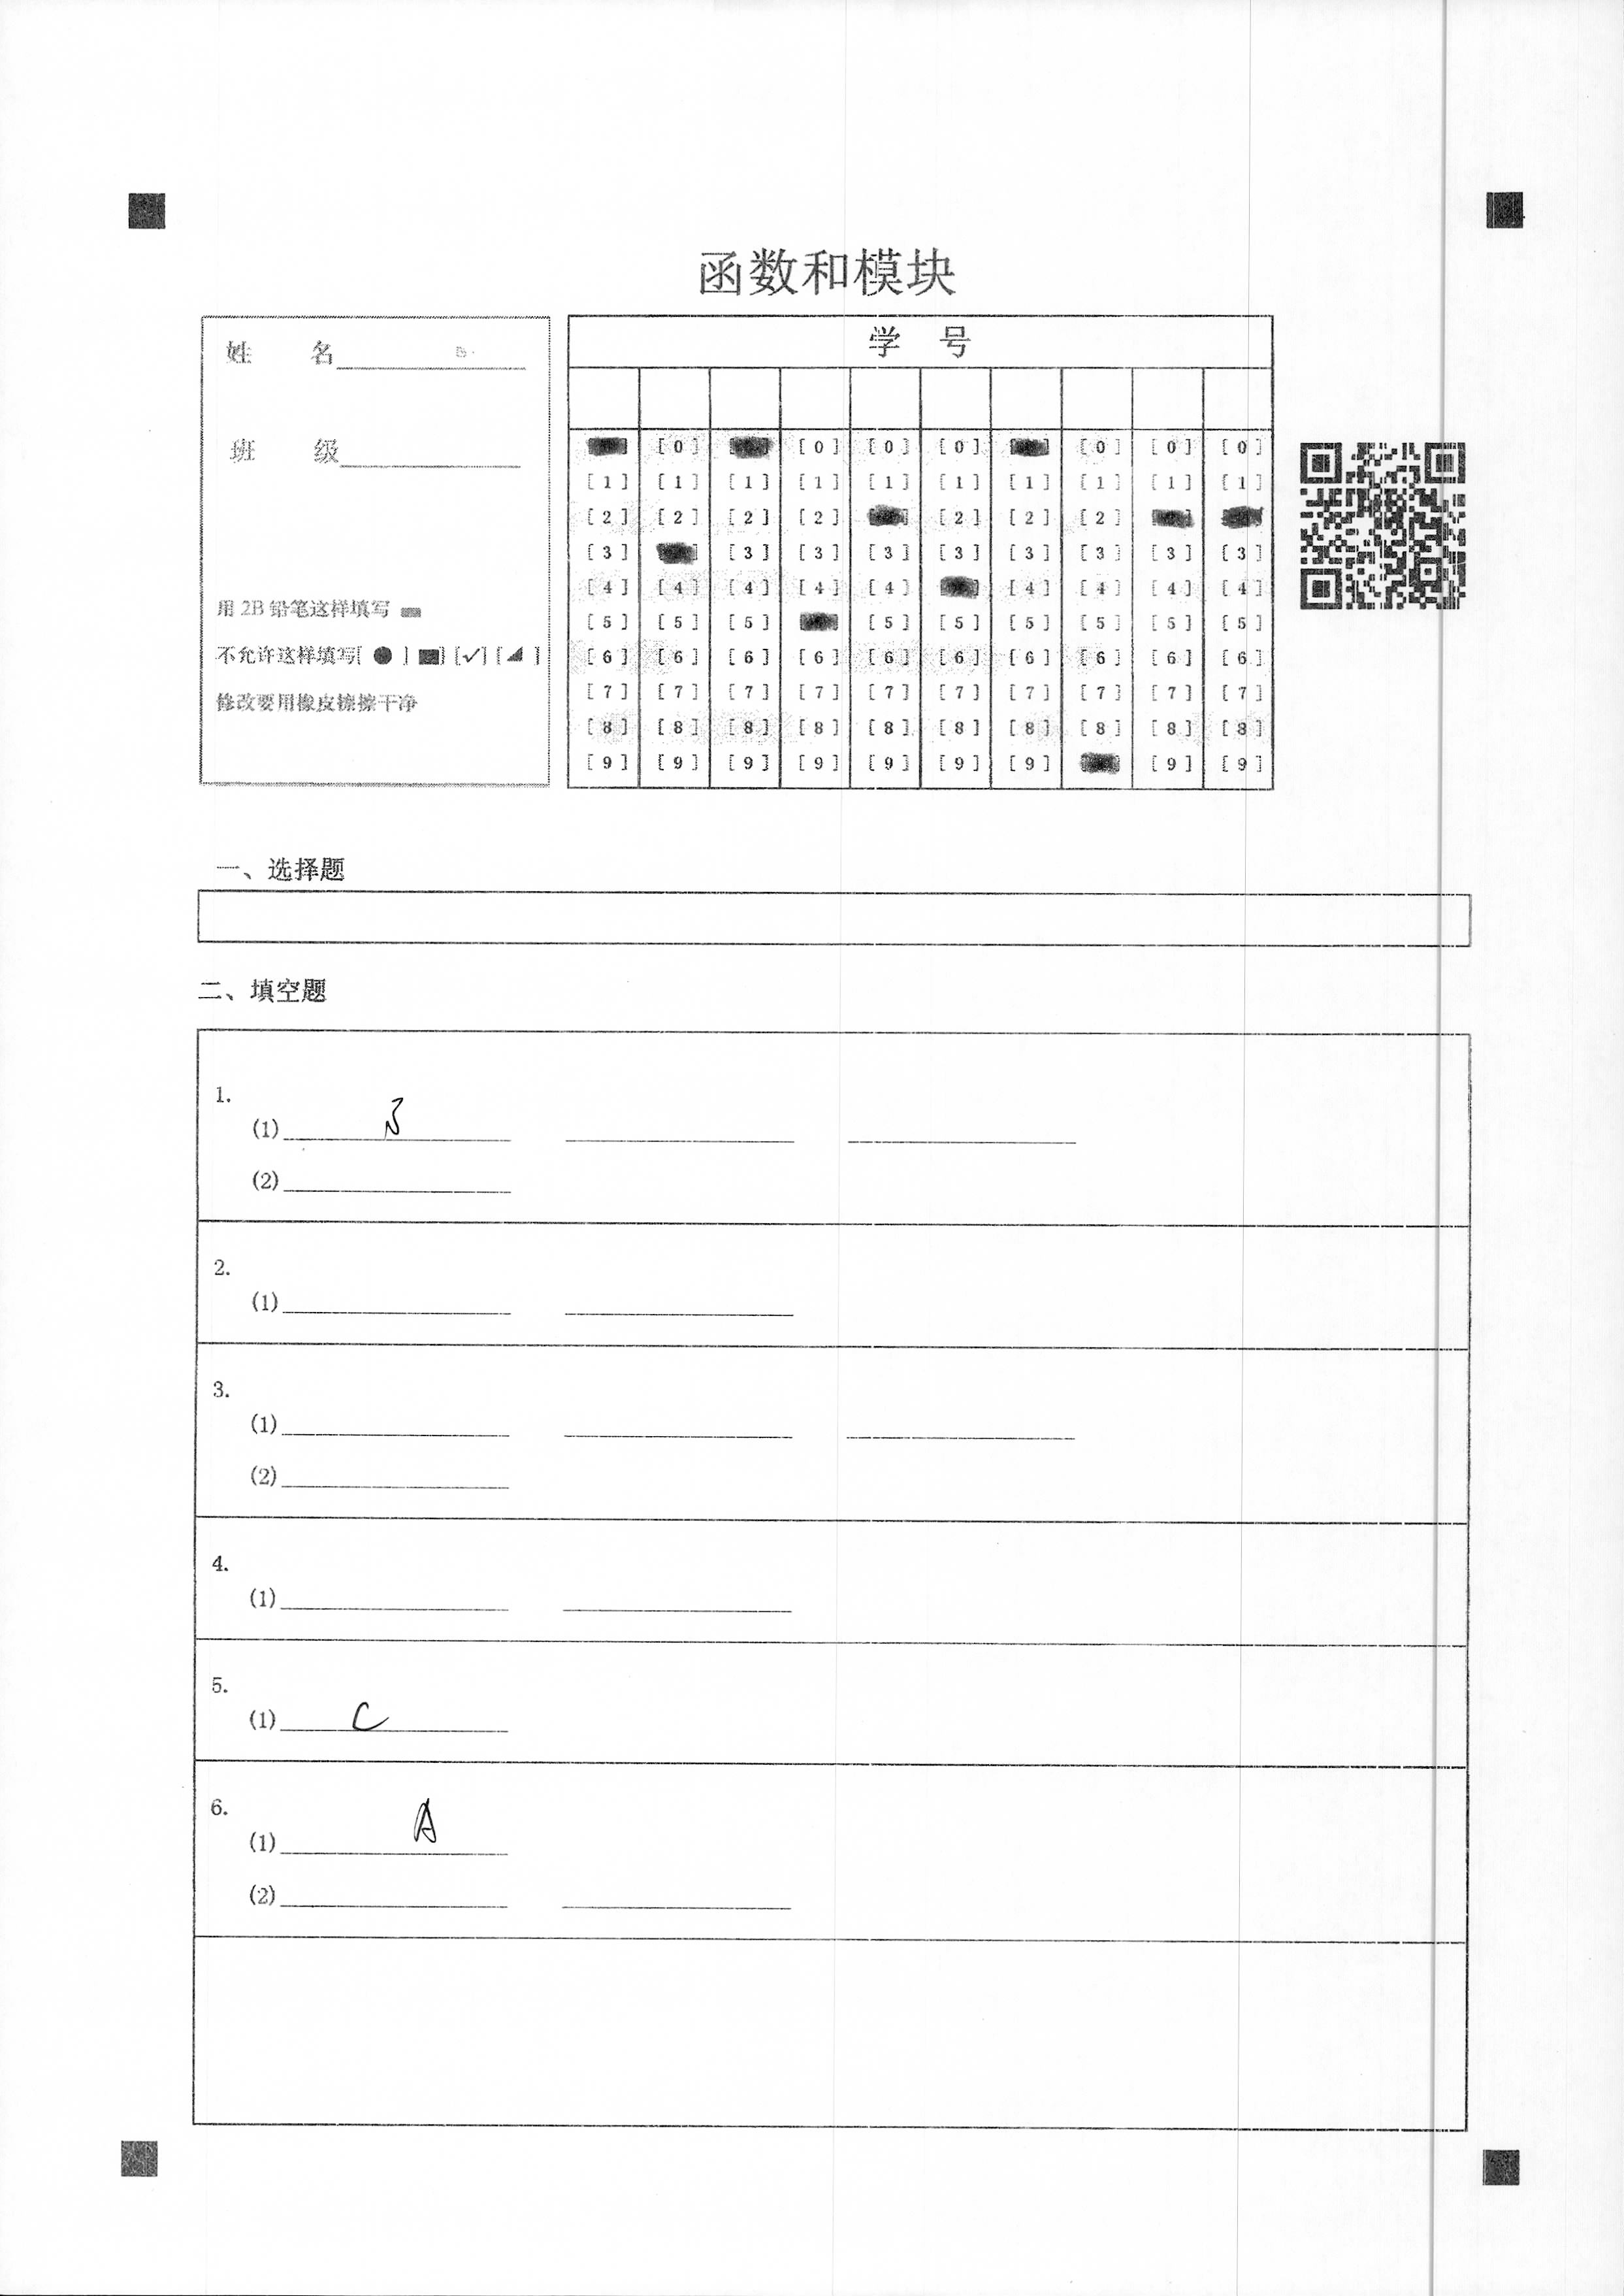 函数和模块
姓 名
班 级
用 2B 铅笔这样填写
不允许这样填写[ ● ] [■] [✓] [◢ ]
修改要用橡皮擦擦干净
学 号
[0] [0] [0] [0] [0] [0] [0]
[1] [1] [1] [1] [1] [1] [1] [1] [1] [1]
[2] [2] [2] [2] [2] [2] [2]
[3] [3] [3] [3] [3] [3] [3] [3] [3]
[4] [4] [4] [4] [4] [4] [4] [4] [4]
[5] [5] [5] [5] [5] [5] [5] [5] [5]
[6] [6] [6] [6] [6] [6] [6] [6] [6] [6]
[7] [7] [7] [7] [7] [7] [7] [7] [7] [7]
[8] [8] [8] [8] [8] [8] [8] [8] [8] [8]
[9] [9] [9] [9] [9] [9] [9] [9] [9]
一、选择题
二、填空题
1.
(1) B
(2)
2.
(1)
3.
(1)
(2)
4.
(1)
5.
(1) C
6.
(1) A
(2)